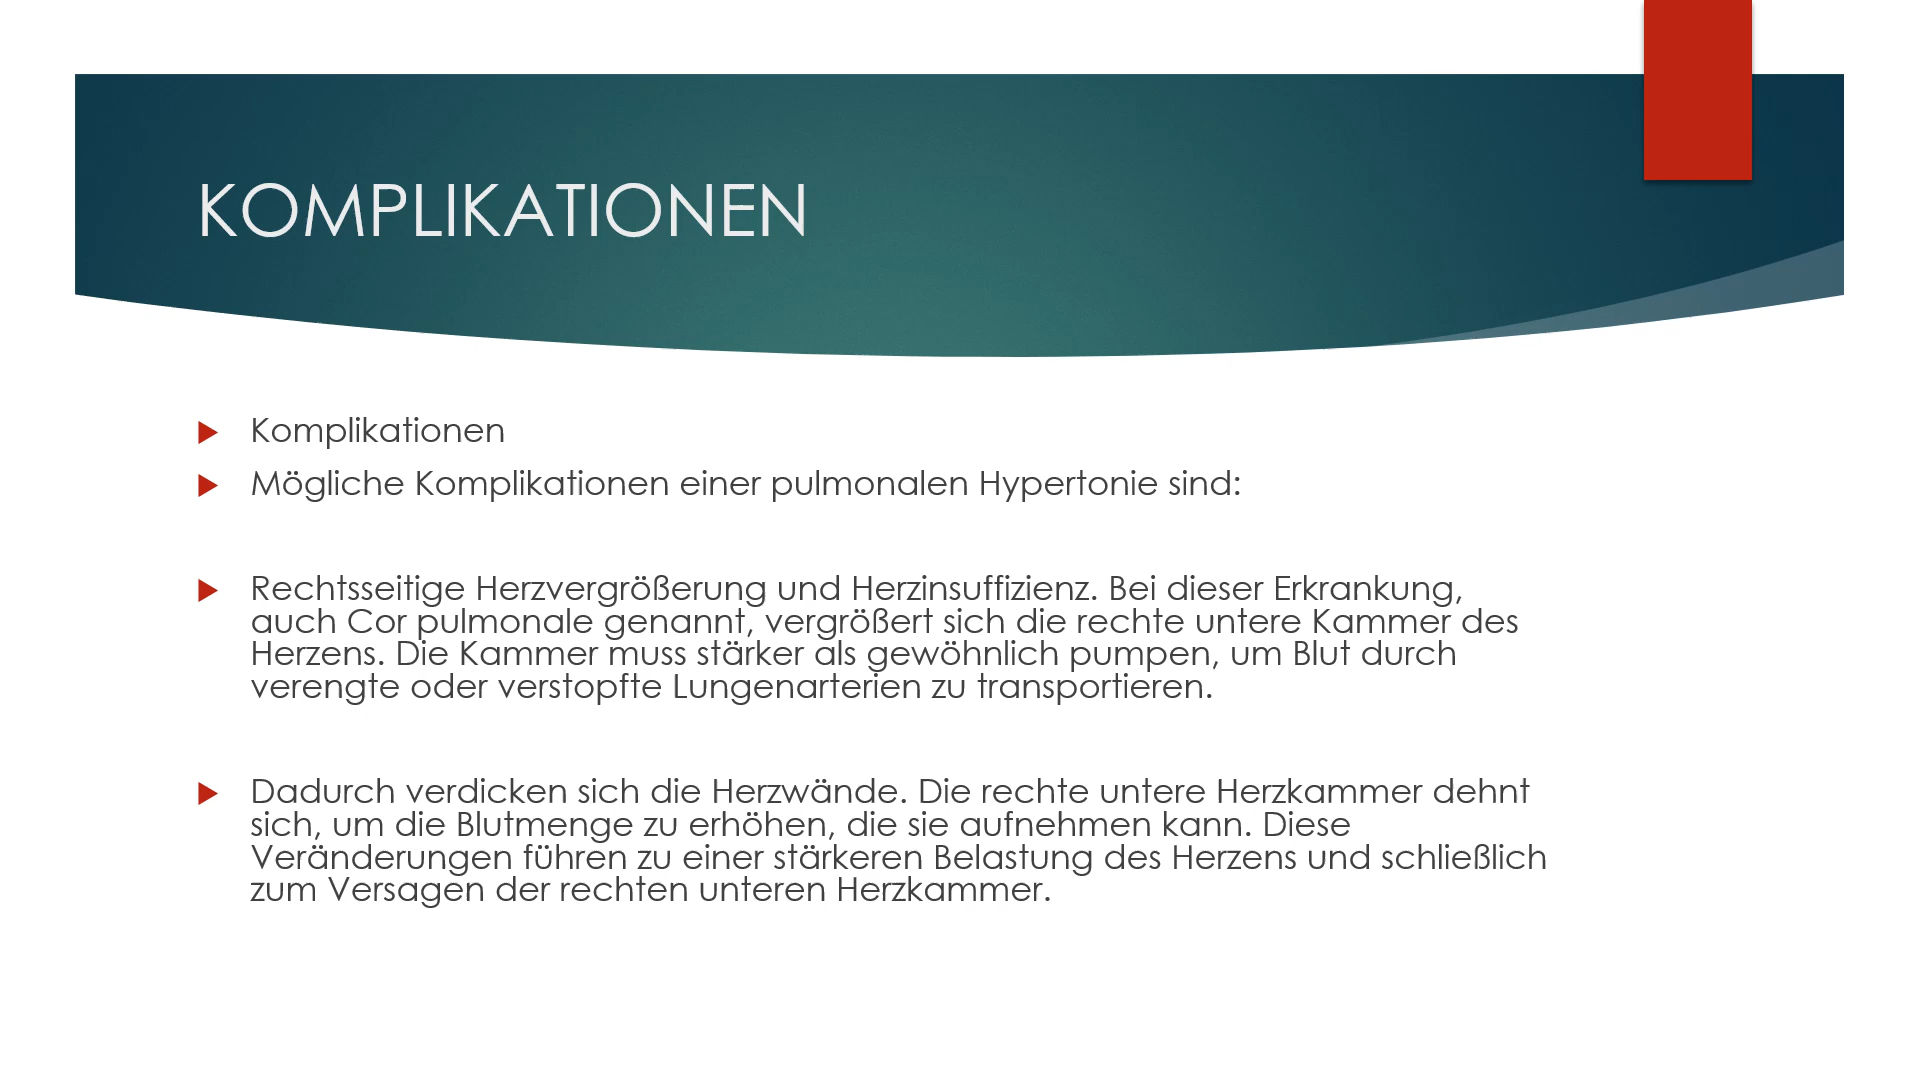 KOMPLIKATIONEN
Komplikationen
Mögliche Komplikationen einer pulmonalen Hypertonie sind:
Rechtsseitige Herzvergrößerung und Herzinsuffizienz. Bei dieser Erkrankung,
auch Cor pulmonale genannt, vergrößert sich die rechte untere Kammer des
Herzens. Die Kammer muss stärker als gewöhnlich pumpen, um Blut durch
verengte oder verstopfte Lungenarterien zu transportieren.
Dadurch verdicken sich die Herzwände. Die rechte untere Herzkammer dehnt
sich, um die Blutmenge zu erhöhen, die sie aufnehmen kann. Diese
Veränderungen führen zu einer stärkeren Belastung des Herzens und schließlich
zum Versagen der rechten unteren Herzkammer.